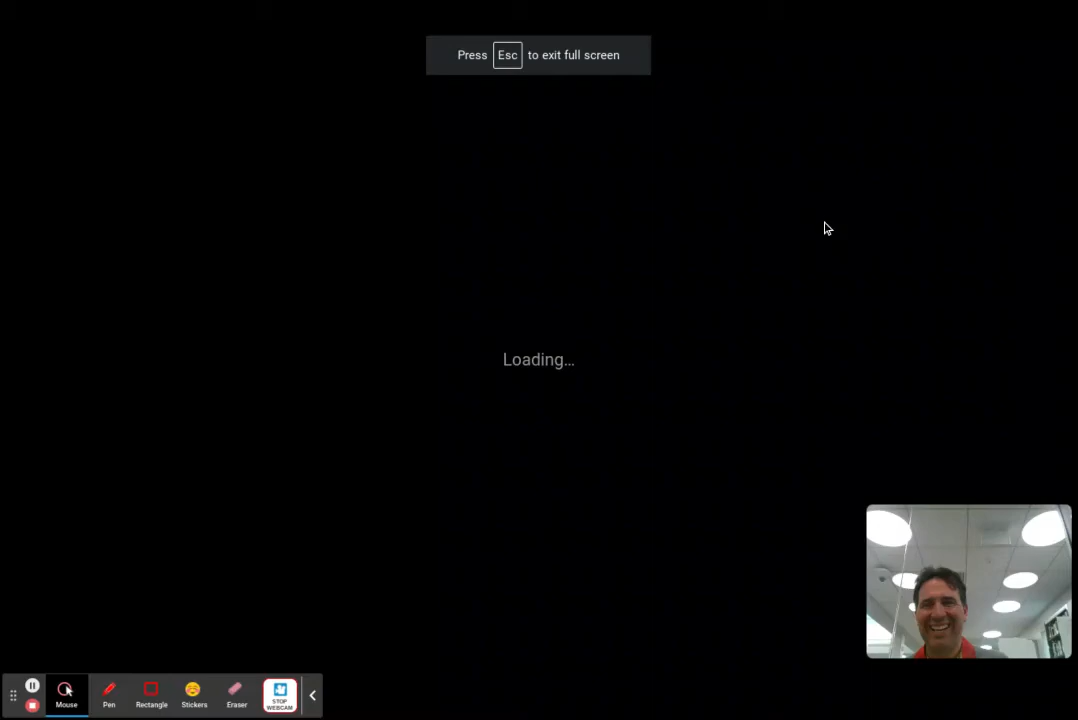 Press Esc to exit full screen
Loading...
Mouse
Pen
Rectangle
Stickers
Eraser
STOP
WEBCAM